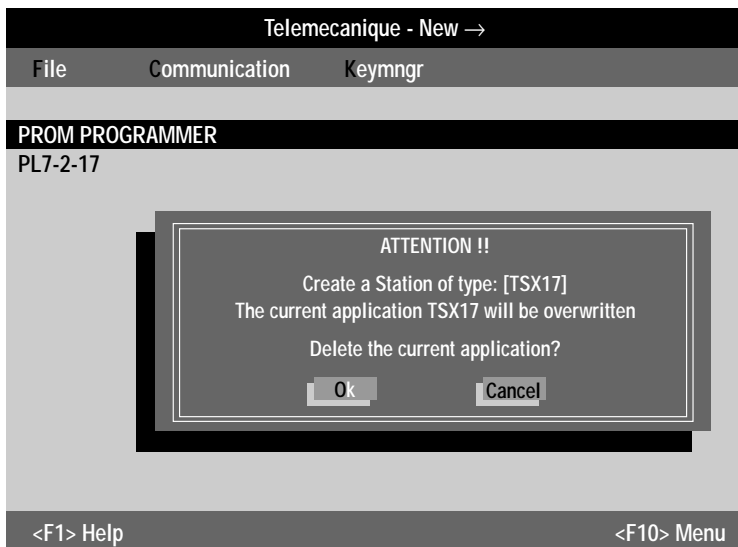 Telemecanique - New →
File Communication Keymngr
PROM PROGRAMMER
PL7-2-17
ATTENTION !!
Create a Station of type: [TSX17]
The current application TSX17 will be overwritten
Delete the current application?
Ok Cancel
<F1> Help <F10> Menu